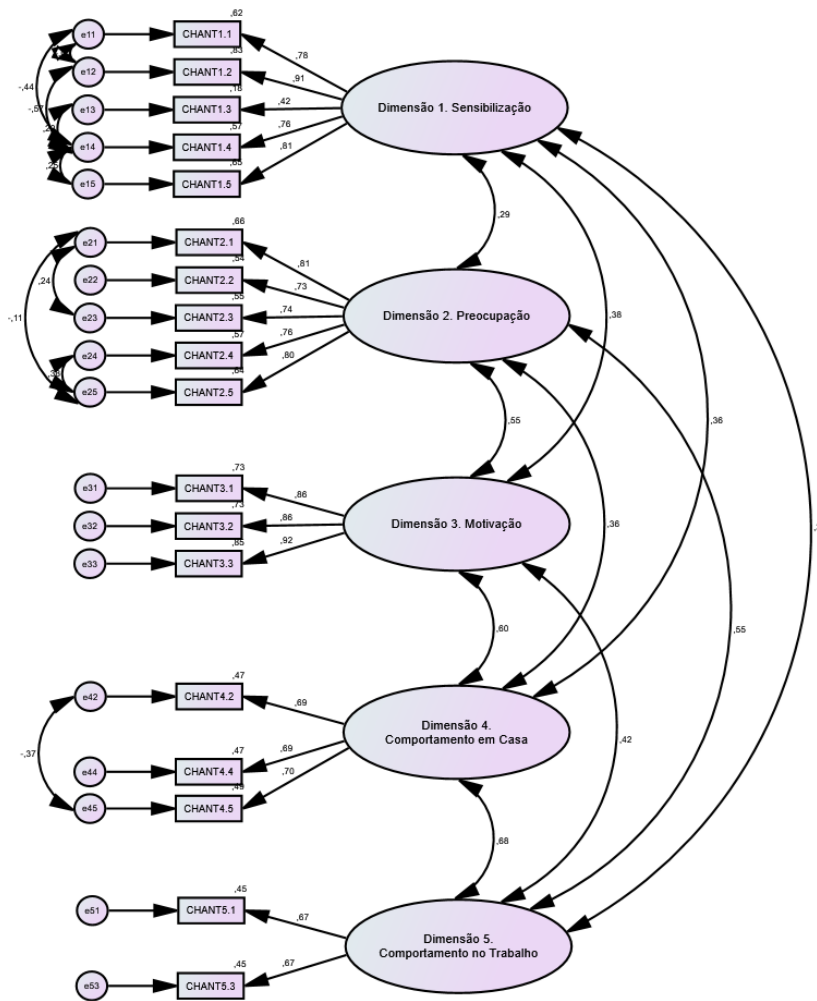 ,62
e11
CHANT1.1
,78
,83
e12
CHANT1.2
,91
-,44
,18
e13
CHANT1.3
,42
Dimensão 1. Sensibilização
,57
e14
CHANT1.4
,76
,65
e15
CHANT1.5
,81
,29
,66
e21
CHANT2.1
,81
,54
e22
CHANT2.2
,73
,24
,55
e23
CHANT2.3
,74
Dimensão 2. Preocupação
-,11
,57
e24
CHANT2.4
,76
,64
e25
CHANT2.5
,80
,38
,55
,36
,73
e31
CHANT3.1
,86
,73
e32
CHANT3.2
,86
Dimensão 3. Motivação
,36
,85
e33
CHANT3.3
,92
,60
,55
,47
e42
CHANT4.2
,69
-,37
Dimensão 4.
Comportamento em Casa
,42
,47
e44
CHANT4.4
,69
,49
e45
CHANT4.5
,70
,68
,45
e51
CHANT5.1
,67
Dimensão 5.
Comportamento no Trabalho
,45
e53
CHANT5.3
,67